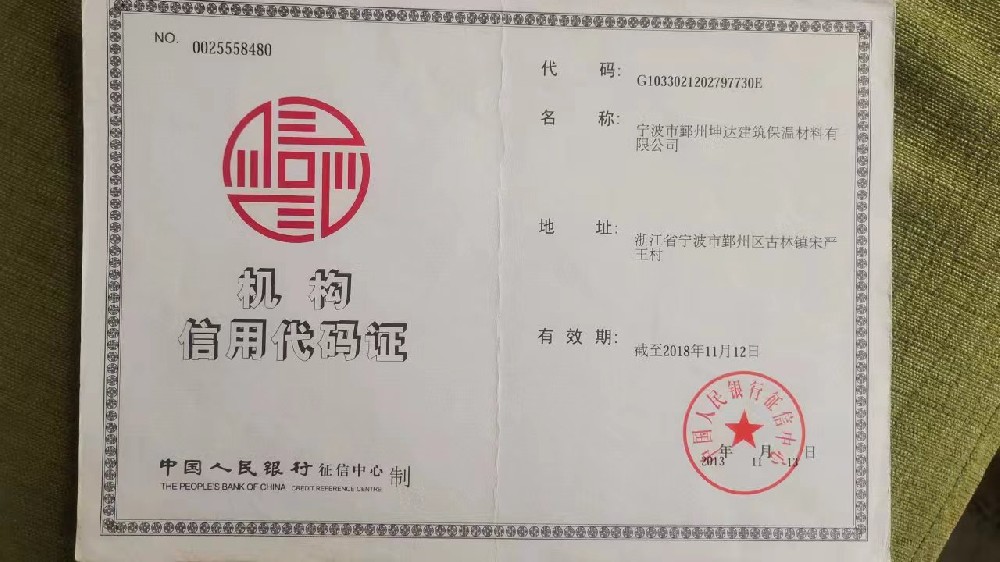 NO. 0025558480
机 构
信用代码证
中国人民银行征信中心 制
THE PEOPLE'S BANK OF CHINA CREDIT REFERENCE CENTRE
代 码: G1033021202797730E
名 称: 宁波市鄞州坤达建筑保温材料有
限公司
地 址: 浙江省宁波市鄞州区古林镇宋严
王村
有 效 期: 截至2018年11月12日
中国人民银行征信中心
年 月 日
2013 11 13